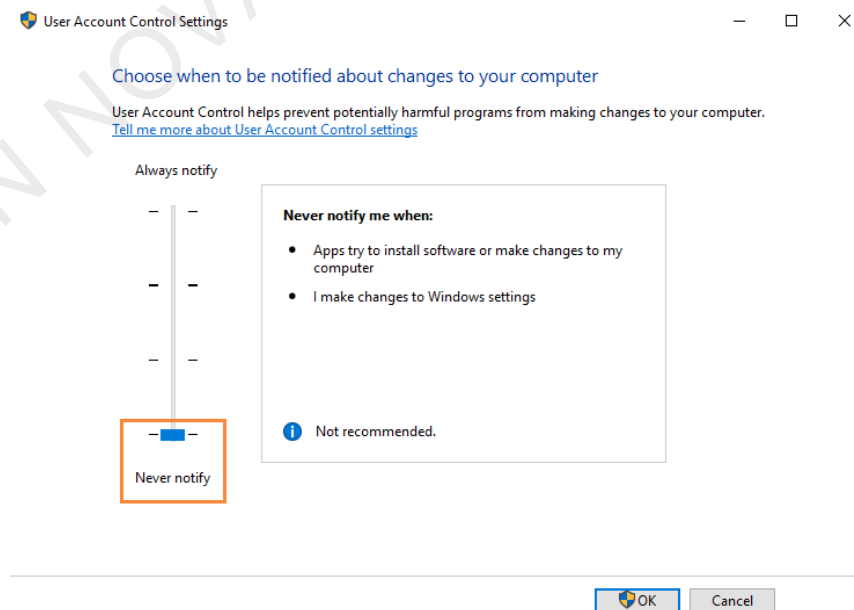 User Account Control Settings
Choose when to be notified about changes to your computer
User Account Control helps prevent potentially harmful programs from making changes to your computer.
Tell me more about User Account Control settings
Always notify
Never notify me when:
Apps try to install software or make changes to my
computer
I make changes to Windows settings
Not recommended.
Never notify
OK Cancel